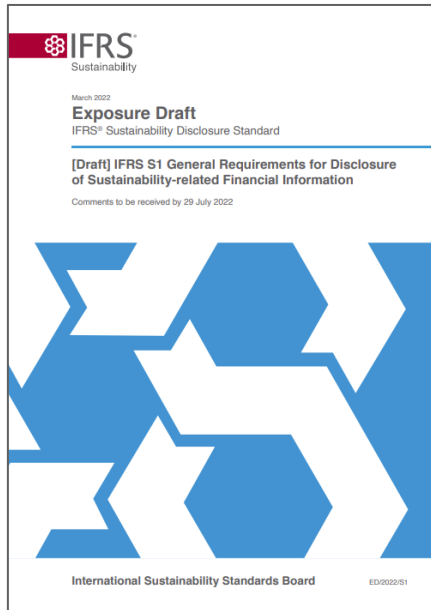 IFRS®
Sustainability
March 2022
Exposure Draft
IFRS® Sustainability Disclosure Standard
[Draft] IFRS S1 General Requirements for Disclosure
of Sustainability-related Financial Information
Comments to be received by 29 July 2022
International Sustainability Standards Board
ED/2022/S1